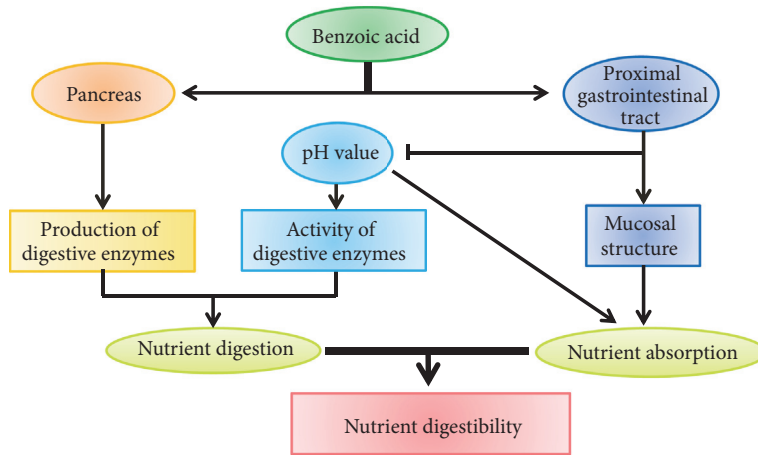 Benzoic acid
Pancreas
Proximal
gastrointestinal
tract
pH value
Production of
digestive enzymes
Activity of
digestive enzymes
Mucosal
structure
Nutrient digestion
Nutrient absorption
Nutrient digestibility